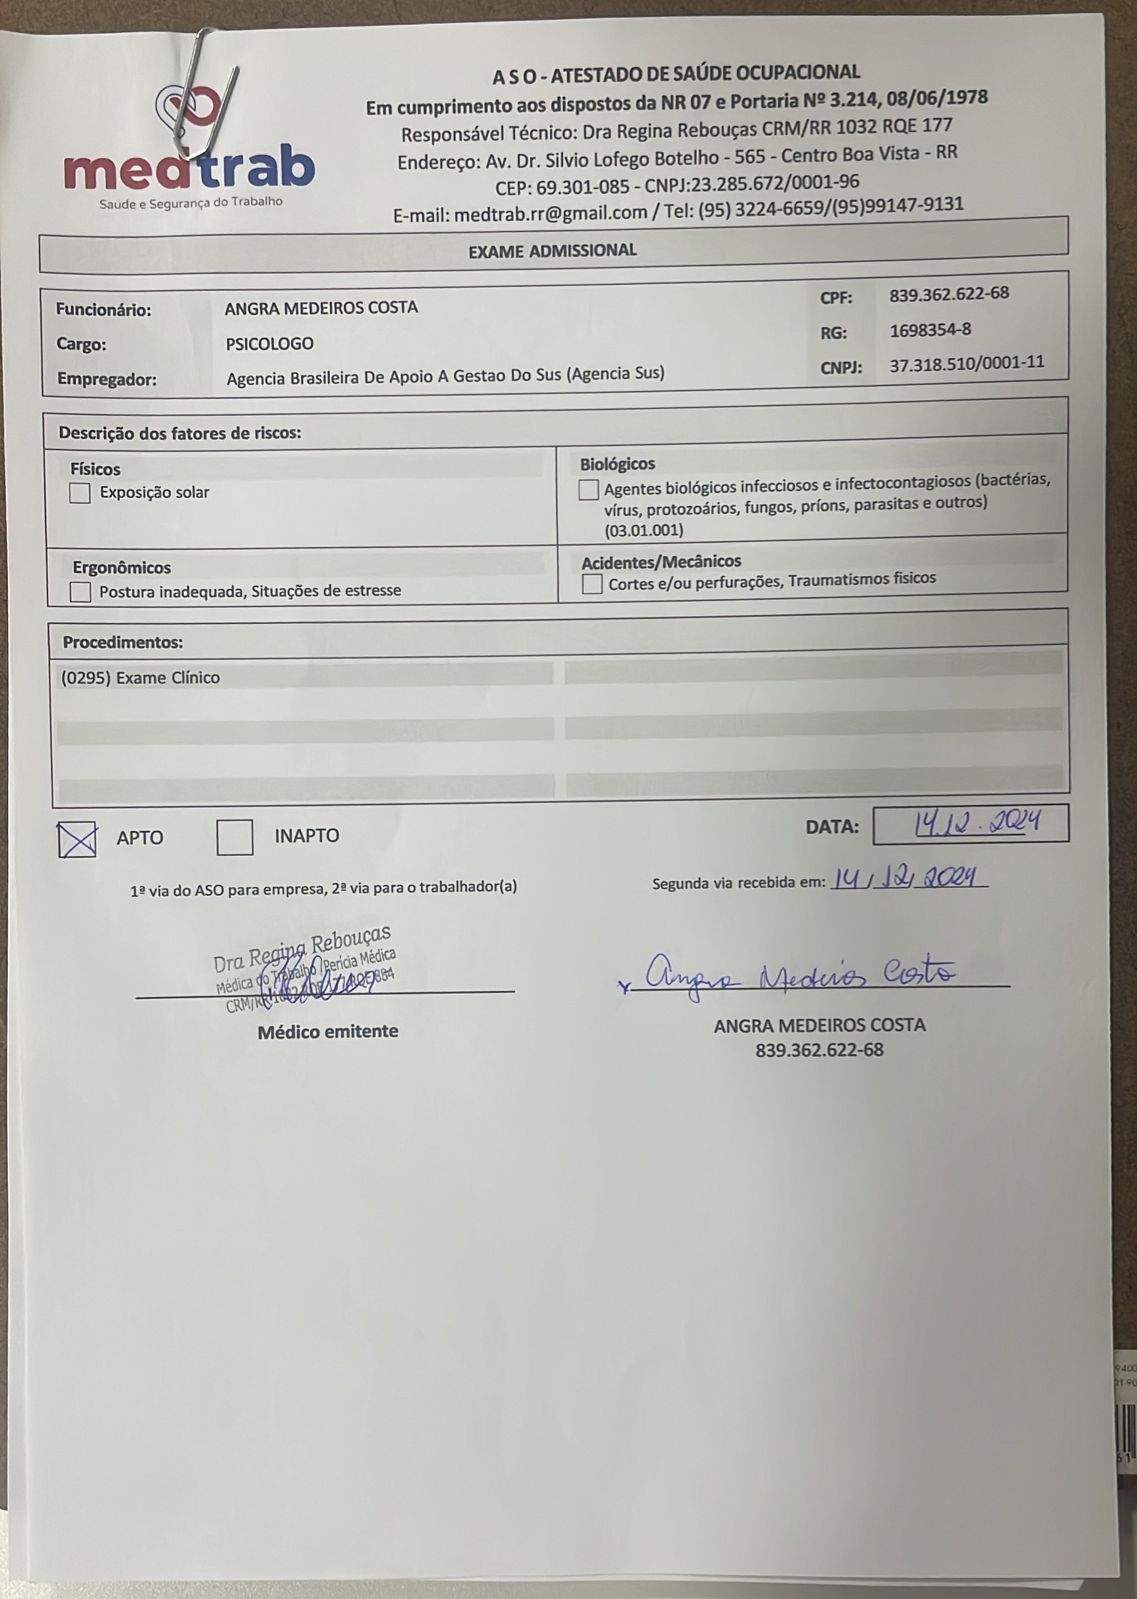 A S O - ATESTADO DE SAÚDE OCUPACIONAL
Em cumprimento aos dispostos da NR 07 e Portaria Nº 3.214, 08/06/1978
Responsável Técnico: Dra Regina Rebouças CRM/RR 1032 RQE 177
Endereço: Av. Dr. Silvio Lofego Botelho - 565 - Centro Boa Vista - RR
CEP: 69.301-085 - CNPJ:23.285.672/0001-96
E-mail: medtrab.rr@gmail.com / Tel: (95) 3224-6659/(95)99147-9131
medtrab
Saúde e Segurança do Trabalho
EXAME ADMISSIONAL
Funcionário: ANGRA MEDEIROS COSTA CPF: 839.362.622-68
Cargo: PSICOLOGO RG: 1698354-8
Empregador: Agencia Brasileira De Apoio A Gestao Do Sus (Agencia Sus) CNPJ: 37.318.510/0001-11
Descrição dos fatores de riscos:
Físicos
Exposição solar
Biológicos
Agentes biológicos infecciosos e infectocontagiosos (bactérias,
vírus, protozoários, fungos, príons, parasitas e outros)
(03.01.001)
Ergonômicos
Postura inadequada, Situações de estresse
Acidentes/Mecânicos
Cortes e/ou perfurações, Traumatismos fisicos
Procedimentos:
(0295) Exame Clínico
APTO INAPTO DATA: 14.12.2024
1ª via do ASO para empresa, 2ª via para o trabalhador(a)
Segunda via recebida em: 14/12/2024
Dra Regina Rebouças
Médica do Trabalho /Perícia Médica
CRM/RR
Médico emitente
x Angra Medeiros Costa
ANGRA MEDEIROS COSTA
839.362.622-68